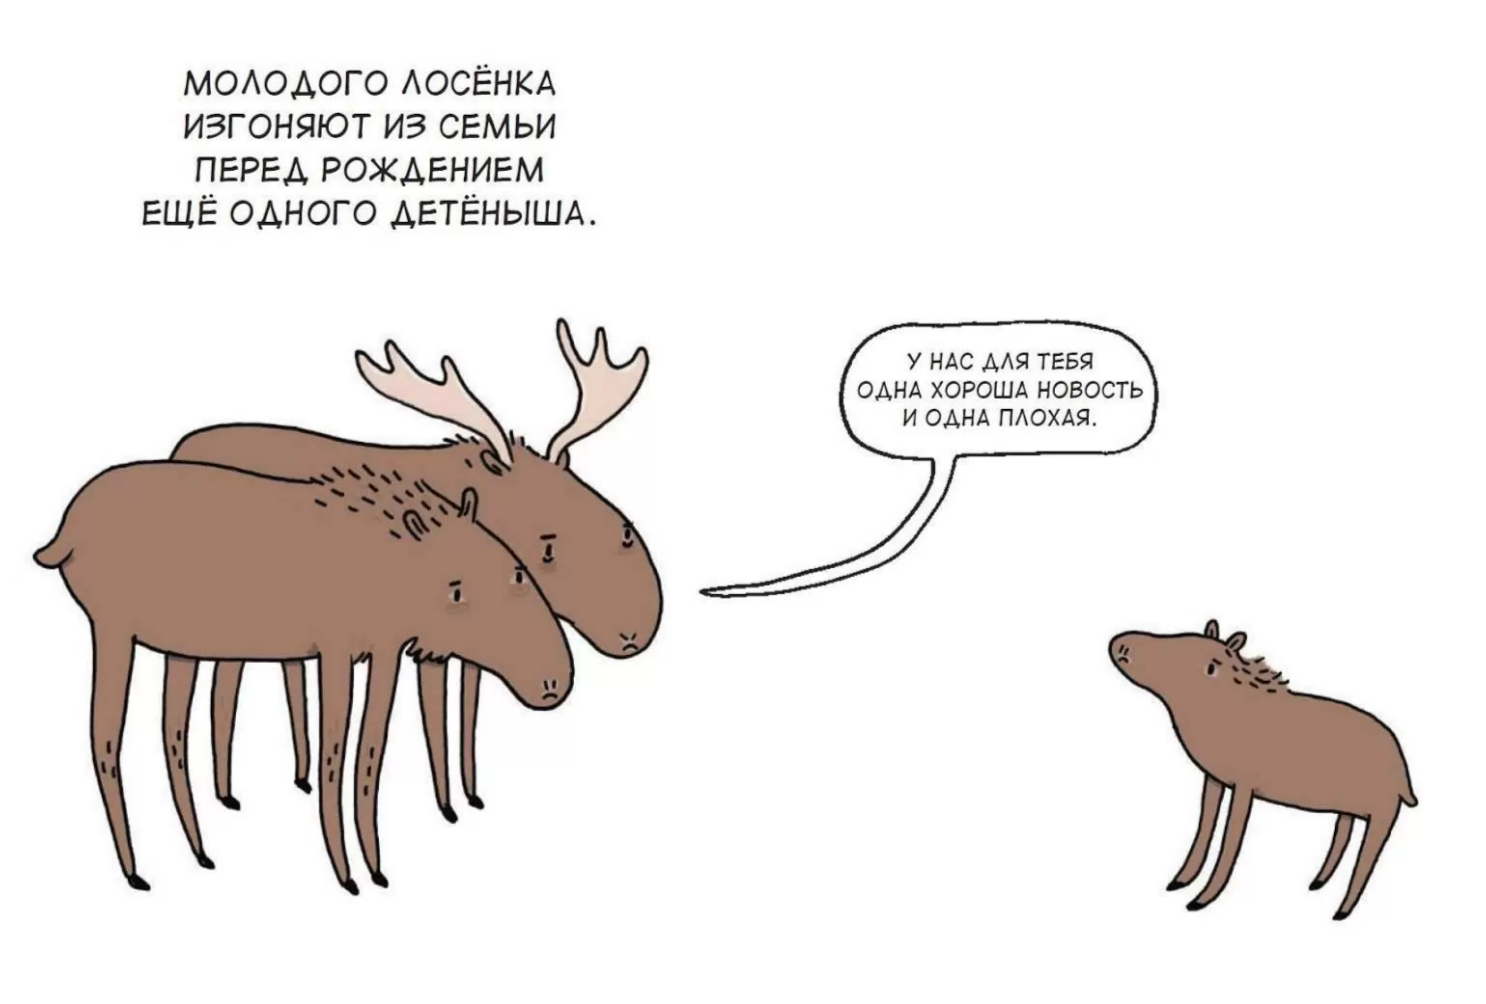 МОЛОДОГО ЛОСЁНКА
ИЗГОНЯЮТ ИЗ СЕМЬИ
ПЕРЕД РОЖДЕНИЕМ
ЕЩЁ ОДНОГО ДЕТЁНЫША.
У НАС ДЛЯ ТЕБЯ
ОДНА ХОРОША НОВОСТЬ
И ОДНА ПЛОХАЯ.